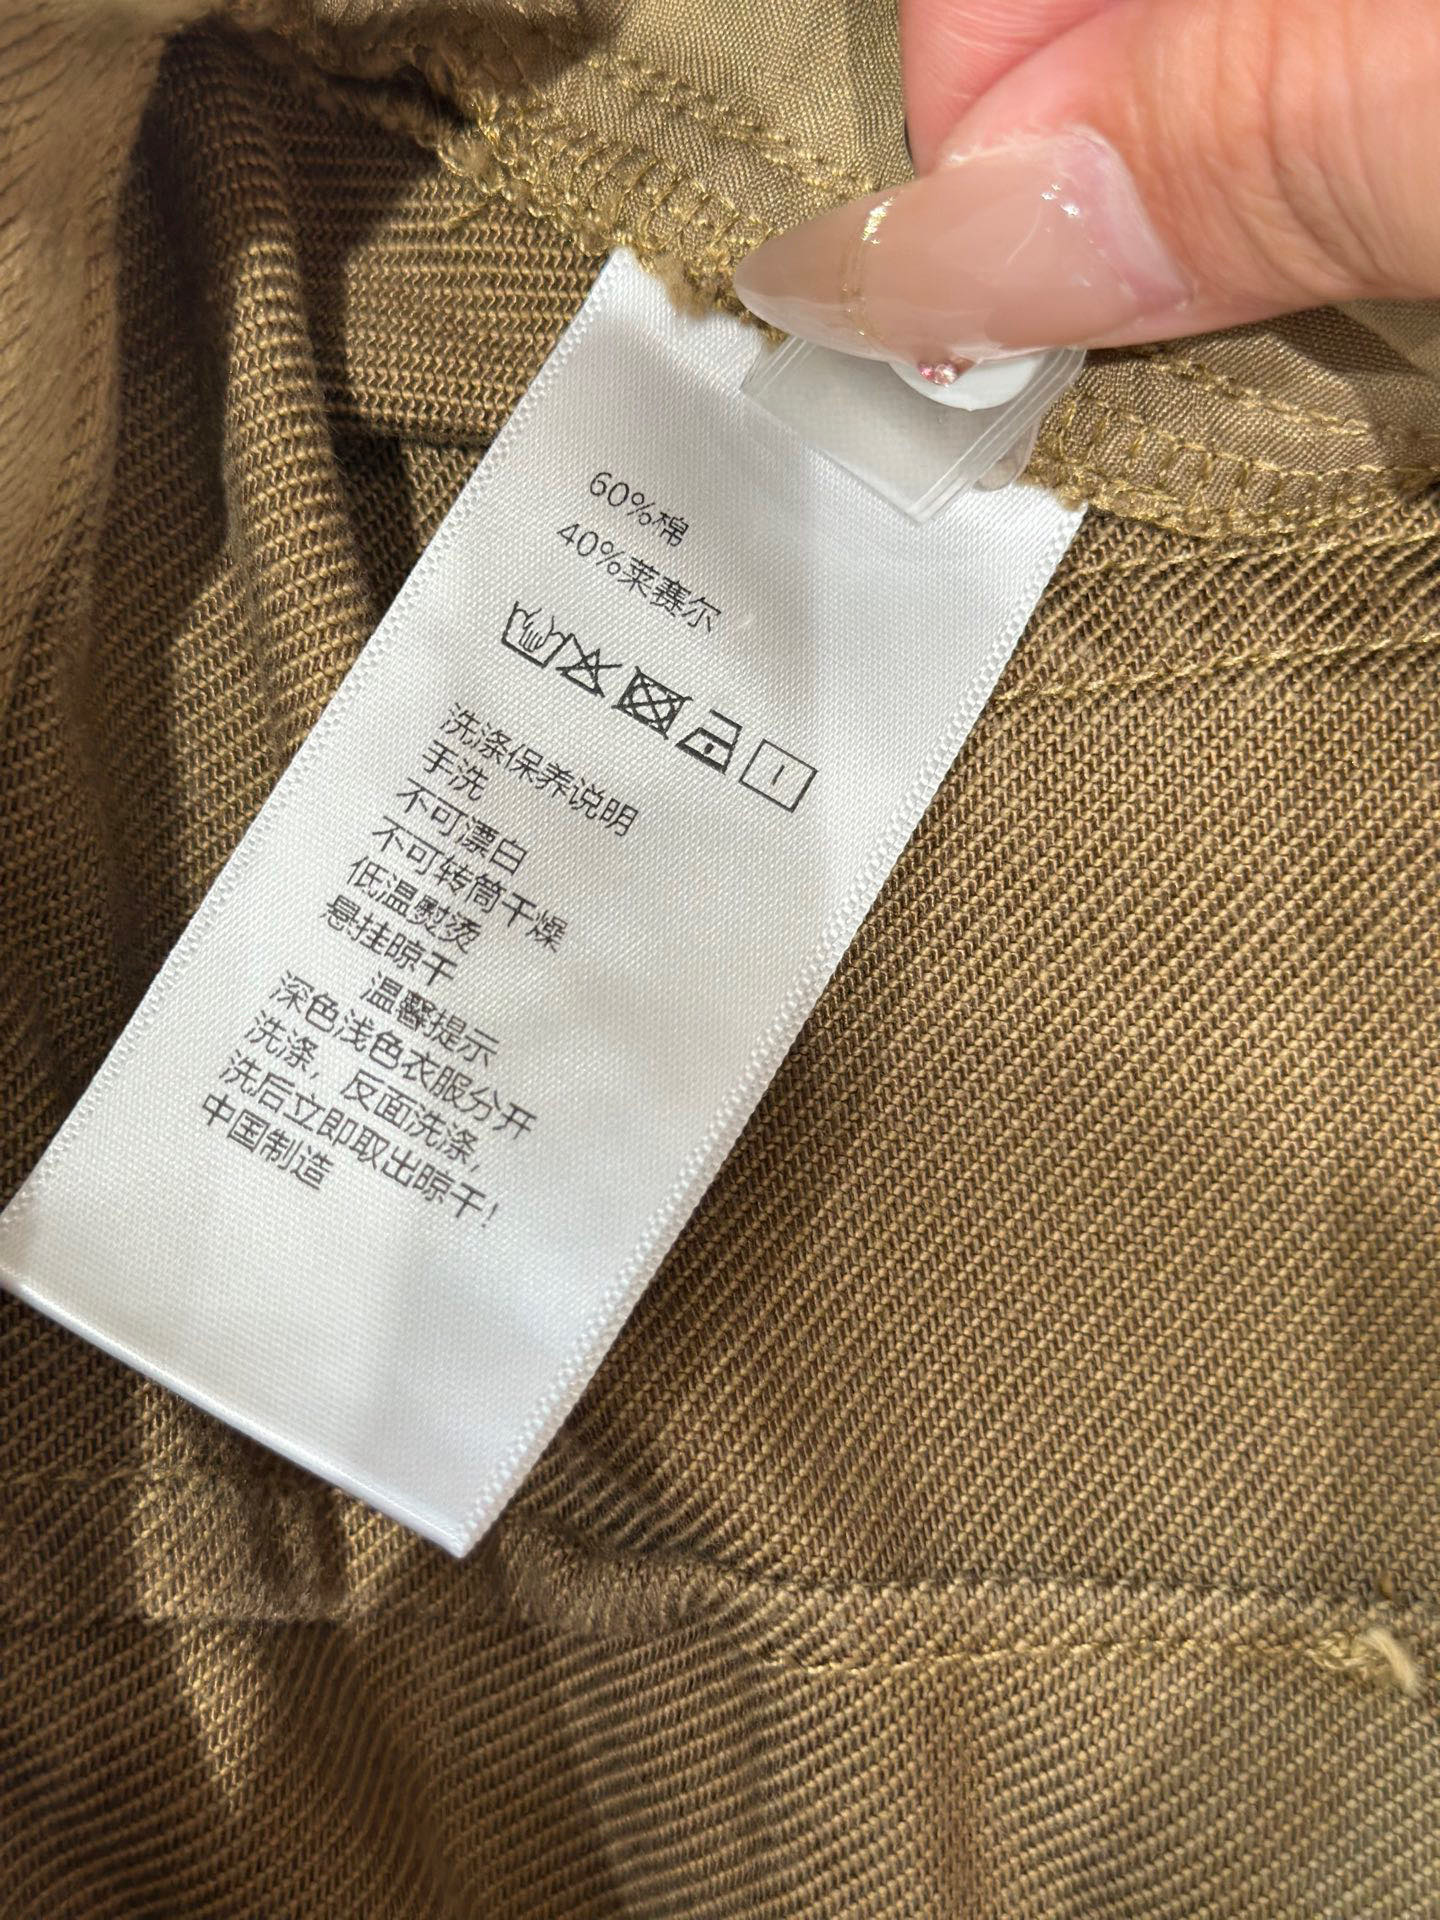 60%棉
40%莱赛尔
洗涤保养说明
手洗
不可漂白
不可转筒干燥
低温熨烫
悬挂晾干
温馨提示
深色浅色衣服分开
洗涤，反面洗涤，
洗后立即取出晾干！
中国制造